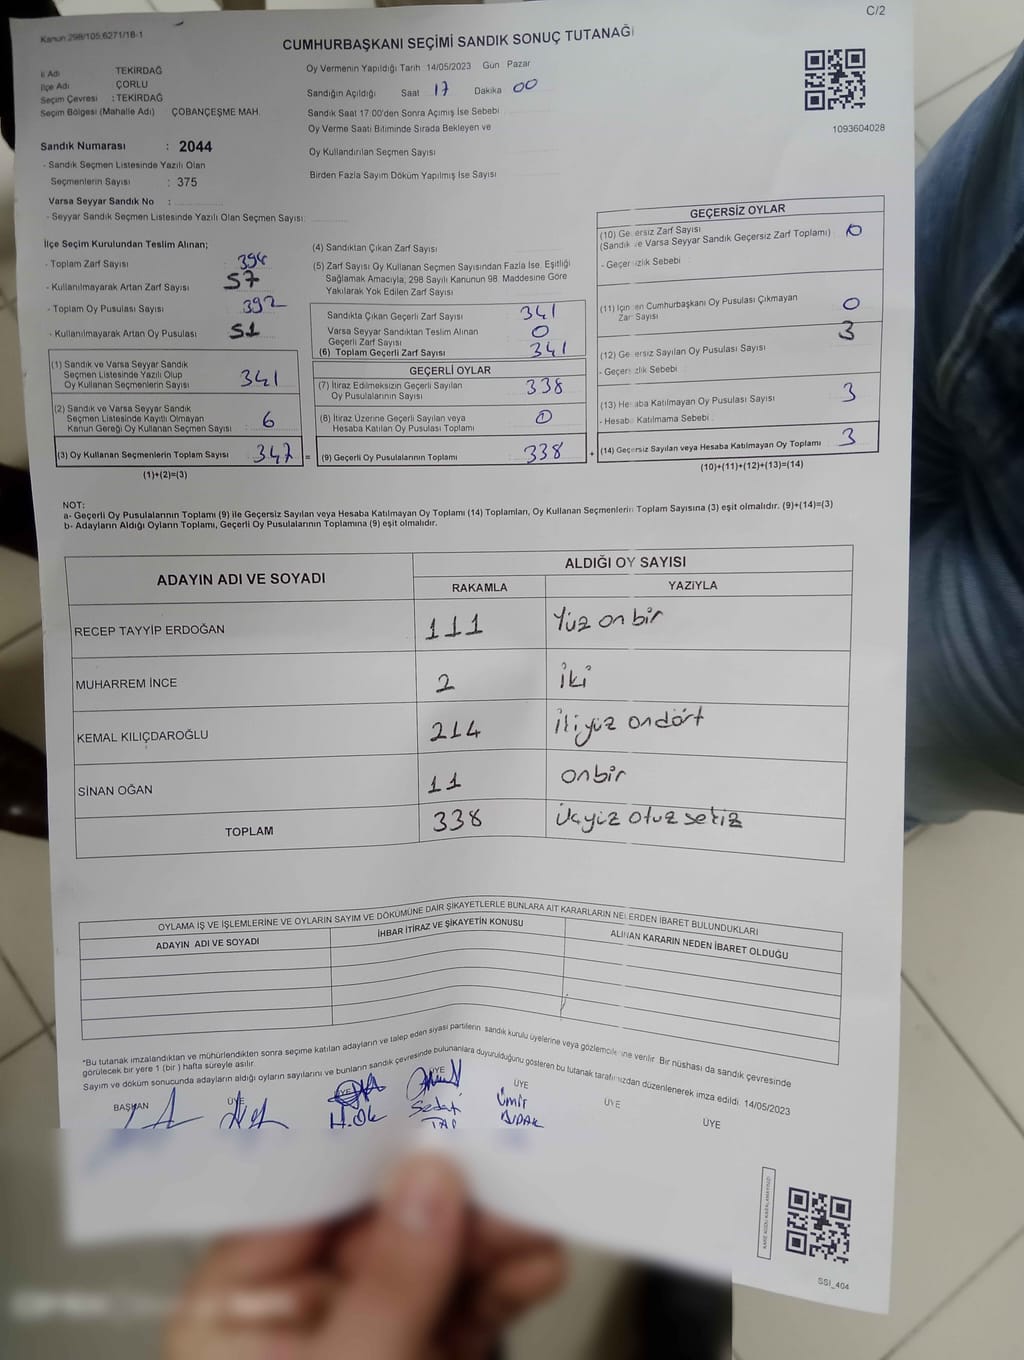 C/2
Kanun:298/105;6271/18-1
CUMHURBAŞKANI SEÇİMİ SANDIK SONUÇ TUTANAĞI
İl Adı TEKİRDAĞ
İlçe Adı ÇORLU
Seçim Çevresi : TEKİRDAĞ
Seçim Bölgesi (Mahalle Adı) ÇOBANÇEŞME MAH.
Oy Vermenin Yapıldığı Tarih 14/05/2023 Gün Pazar
Sandığın Açıldığı Saat 17 Dakika 00
Sandık Saat 17:00'den Sonra Açılmış İse Sebebi
Oy Verme Saati Bitiminde Sırada Bekleyen ve
Oy Kullandırılan Seçmen Sayısı
Birden Fazla Sayım Döküm Yapılmış İse Sayısı
1093604028
Sandık Numarası : 2044
- Sandık Seçmen Listesinde Yazılı Olan
Seçmenlerin Sayısı : 375
Varsa Seyyar Sandık No :
- Seyyar Sandık Seçmen Listesinde Yazılı Olan Seçmen Sayısı:
İlçe Seçim Kurulundan Teslim Alınan;
- Toplam Zarf Sayısı
- Kullanılmayarak Artan Zarf Sayısı 57
- Toplam Oy Pusulası Sayısı 392
- Kullanılmayarak Artan Oy Pusulası 51
(1) Sandık ve Varsa Seyyar Sandık
Seçmen Listesinde Yazılı Olup
Oy Kullanan Seçmenlerin Sayısı 341
(2) Sandık ve Varsa Seyyar Sandık
Seçmen Listesinde Kayıtlı Olmayan
Kanun Gereği Oy Kullanan Seçmen Sayısı : 6
(3) Oy Kullanan Seçmenlerin Toplam Sayısı 347 =
(1)+(2)=(3)
(4) Sandıktan Çıkan Zarf Sayısı
(5) Zarf Sayısı Oy Kullanan Seçmen Sayısından Fazla İse, Eşitliği
Sağlamak Amacıyla, 298 Sayılı Kanunun 98. Maddesine Göre
Yakılarak Yok Edilen Zarf Sayısı
Sandıkta Çıkan Geçerli Zarf Sayısı 341
Varsa Seyyar Sandıktan Teslim Alınan
Geçerli Zarf Sayısı 0
(6) Toplam Geçerli Zarf Sayısı 341
GEÇERLİ OYLAR
(7) İtiraz Edilmeksizin Geçerli Sayılan
Oy Pusulalarının Sayısı 338
(8) İtiraz Üzerine Geçerli Sayılan veya
Hesaba Katılan Oy Pusulası Toplamı 0
(9) Geçerli Oy Pusulalarının Toplamı 338 +
GEÇERSİZ OYLAR
(10) Geçersiz Zarf Sayısı
(Sandık ve Varsa Seyyar Sandık Geçersiz Zarf Toplamı)
- Geçersizlik Sebebi
(11) İçinden Cumhurbaşkanı Oy Pusulası Çıkmayan
Zarf Sayısı 0
3
(12) Geçersiz Sayılan Oy Pusulası Sayısı
- Geçersizlik Sebebi
(13) Hesaba Katılmayan Oy Pusulası Sayısı 3
- Hesaba Katılmama Sebebi
(14) Geçersiz Sayılan veya Hesaba Katılmayan Oy Toplamı 3
(10)+(11)+(12)+(13)=(14)
NOT:
a- Geçerli Oy Pusulalarının Toplamı (9) ile Geçersiz Sayılan veya Hesaba Katılmayan Oy Toplamı (14) Toplamları, Oy Kullanan Seçmenlerin Toplam Sayısına (3) eşit olmalıdır. (9)+(14)=(3)
b- Adayların Aldığı Oyların Toplamı, Geçerli Oy Pusulalarının Toplamına (9) eşit olmalıdır.
ADAYIN ADI VE SOYADI ALDIĞI OY SAYISI
RAKAMLA YAZIYLA
RECEP TAYYİP ERDOĞAN 111 Yüz on bir
MUHARREM İNCE 2 İki
KEMAL KILIÇDAROĞLU 214 İkiyüz ondört
SİNAN OĞAN 11 onbir
TOPLAM 338 Üçyüz otuz sekiz
OYLAMA İŞ VE İŞLEMLERİNE VE OYLARIN SAYIM VE DÖKÜMÜNE DAİR ŞİKAYETLERLE BUNLARA AİT KARARLARIN NELERDEN İBARET BULUNDUKLARI
ADAYIN ADI VE SOYADI İHBAR İTİRAZ VE ŞİKAYETİN KONUSU ALINAN KARARIN NEDEN İBARET OLDUĞU
*Bu tutanak imzalandıktan ve mühürlendikten sonra seçime katılan adayların ve talep eden siyasi partilerin sandık kurulu üyelerine veya gözlemcilerine verilir. Bir nüshası da sandık çevresinde
görülecek bir yere 1 (bir) hafta süreyle asılır.
Sayım ve döküm sonucunda adayların aldığı oyların sayılarını ve bunların sandık çevresinde bulunanlara duyurulduğunu gösteren bu tutanak tarafımızdan düzenlenerek imza edildi. 14/05/2023
BAŞKAN ÜYE ÜYE ÜYE ÜYE ÜYE ÜYE
H.Ok Sedat Ümit
SSI_404